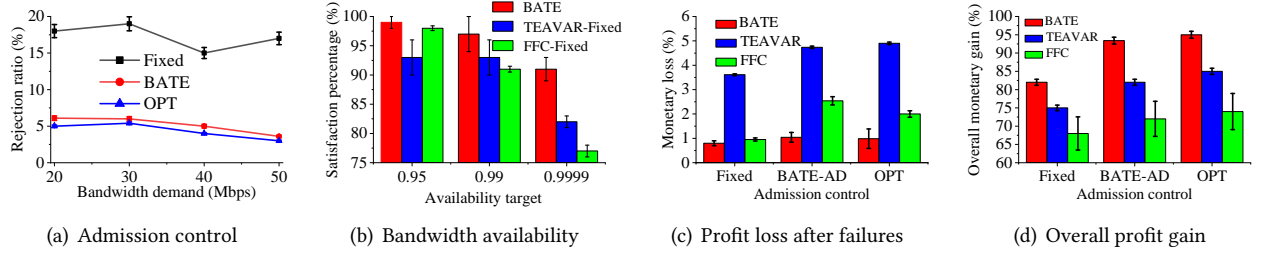 Rejection ratio (%)
20
15
10
5
0
Fixed
BATE
OPT
20 30 40 50
Bandwidth demand (Mbps)
(a) Admission control
Satisfaction percentage (%)
100
95
90
85
80
75
BATE
TEAVAR-Fixed
FFC-Fixed
0.95 0.99 0.9999
Availability target
(b) Bandwidth availability
Monetary loss (%)
6
5
4
3
2
1
0
BATE
TEAVAR
FFC
Fixed BATE-AD OPT
Admission control
(c) Profit loss after failures
Overall monetary gain (%)
100
95
90
85
80
75
70
65
60
BATE
TEAVAR
FFC
Fixed BATE-AD OPT
Admission control
(d) Overall profit gain